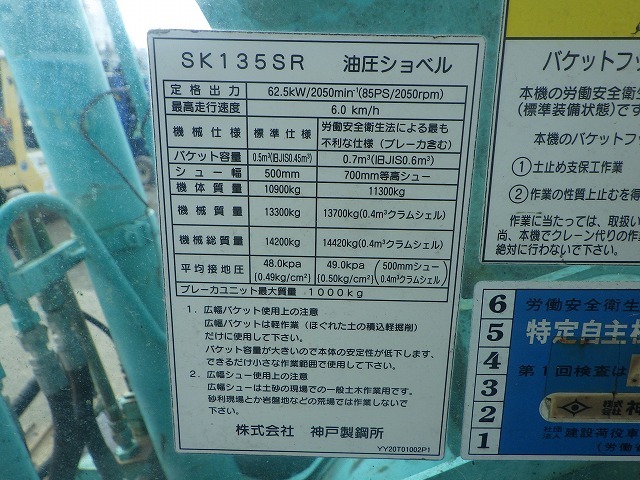 SK135SR 油圧ショベル
定格出力 62.5kW/2050min⁻¹(85PS/2050rpm)
最高走行速度 6.0 km/h
機械仕様 標準仕様 労働安全衛生法による最も
不利な仕様（ブレーカ含む）
バケット容量 0.5m³(旧JIS0.45m³) 0.7m³(旧JIS0.6m³)
シュー幅 500mm 700mm等高シュー
機体質量 10900kg 11300kg
機械質量 13300kg 13700kg(0.4m³クラムシェル)
機械総質量 14200kg 14420kg(0.4m³クラムシェル)
平均接地圧 48.0kpa 49.0kpa (500mmシュー
[0.49kg/cm²] [0.50kg/cm²] 0.4m³クラムシェル)
ブレーカユニット最大質量 1000kg
1. 広幅バケット使用上の注意
広幅バケットは軽作業（ほぐれた土の積込軽掘削）
だけに使用して下さい。
バケット容量が大きいので本体の安定性が低下します、
できるだけ小さな作業範囲で使用して下さい。
2. 広幅シュー使用上の注意
広幅シューは土砂の現場での一般土木作業用です。
砂利現場とか岩盤地などの荒場では作業しないで
下さい。
株式会社 神戸製鋼所
YY20T01002P1
バケットフッ
本機の労働安全衛生
(標準装備状態)です
本機のバケットフッ
①土止め支保工作業
②作業の性質上止むを得
作業に当たっては、取扱い
尚、本機でクレーン代りの作
絶対に行わないで下さい。
6 労働安全衛生
5 特定自主検
4
3 第1回検査は
2 株式会社 神
1 社団法人 建設荷役車
(労働省